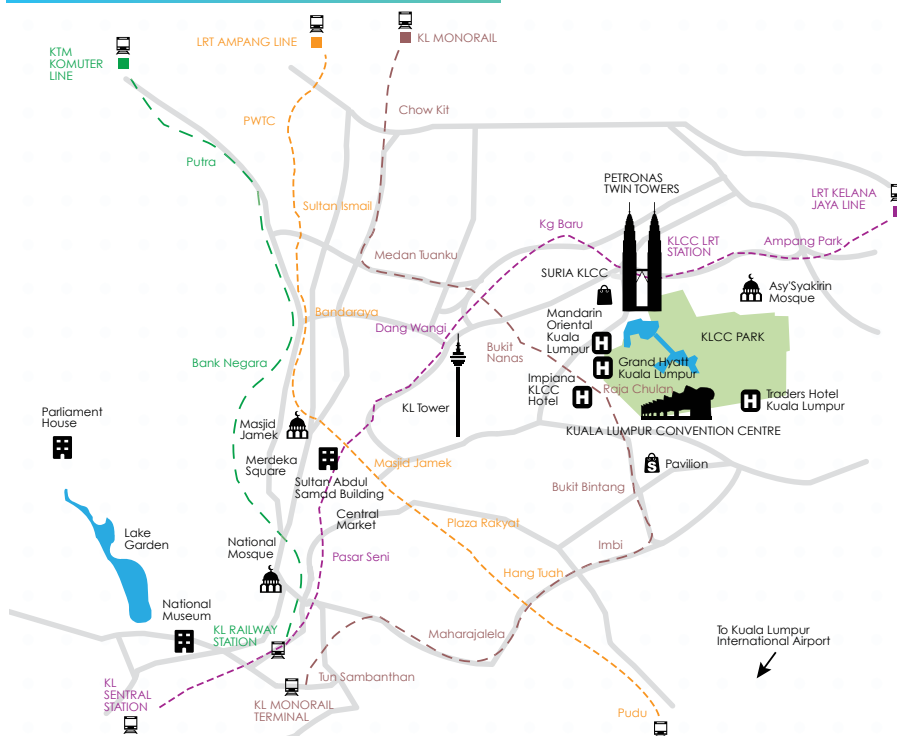 KTM
KOMUTER
LINE
LRT AMPANG LINE
KL MONORAIL
Chow Kit
PWTC
Putra
PETRONAS
TWIN TOWERS
LRT KELANA
JAYA LINE
Sultan Ismail
Kg Baru
KLCC LRT
STATION
Ampang Park
Medan Tuanku
SURIA KLCC
Asy'Syakirin
Mosque
Bandaraya
Mandarin
Oriental
Kuala
Lumpur
Dang Wangi
KLCC PARK
Bukit
Nanas
Bank Negara
Grand Hyatt
Kuala Lumpur
Impiana
KLCC
Hotel
Raja Chulan
Traders Hotel
Kuala Lumpur
Parliament
House
KL Tower
Masjid
Jamek
KUALA LUMPUR CONVENTION CENTRE
Merdeka
Square
Masjid Jamek
S
Pavilion
Sultan Abdul
Samad Building
Bukit Bintang
Central
Market
Plaza Rakyat
Lake
Garden
National
Mosque
Pasar Seni
Imbi
Hang Tuah
National
Museum
KL RAILWAY
STATION
Maharajalela
To Kuala Lumpur
International Airport
Tun Sambanthan
KL
SENTRAL
STATION
KL MONORAIL
TERMINAL
Pudu
H
H
H
H